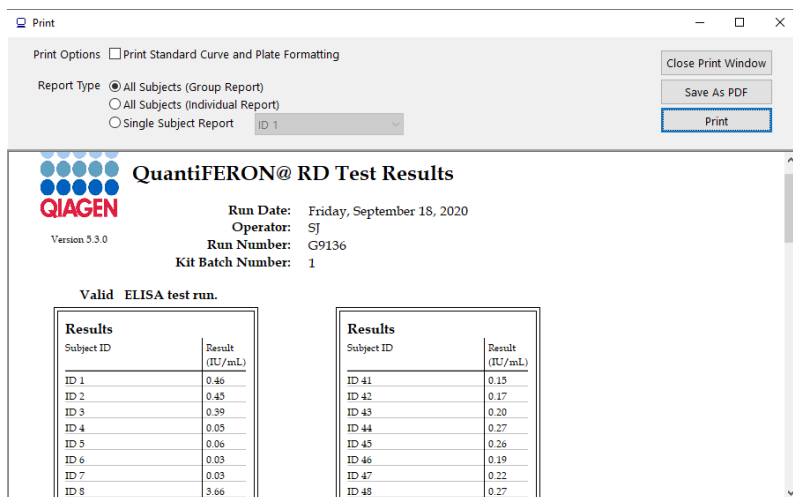 Print
Print Options Print Standard Curve and Plate Formatting
Close Print Window
Report Type All Subjects (Group Report)
Save As PDF
All Subjects (Individual Report)
Single Subject Report ID 1
Print
QuantiFERON@ RD Test Results
QIAGEN
Version 5.3.0
Run Date: Friday, September 18, 2020
Operator: SJ
Run Number: G9136
Kit Batch Number: 1
Valid ELISA test run.
Results
Subject ID Result
(IU/mL)
ID 1 0.46
ID 2 0.45
ID 3 0.39
ID 4 0.05
ID 5 0.06
ID 6 0.03
ID 7 0.03
ID 8 3.66
Results
Subject ID Result
(IU/mL)
ID 41 0.15
ID 42 0.17
ID 43 0.20
ID 44 0.27
ID 45 0.26
ID 46 0.19
ID 47 0.22
ID 48 0.27